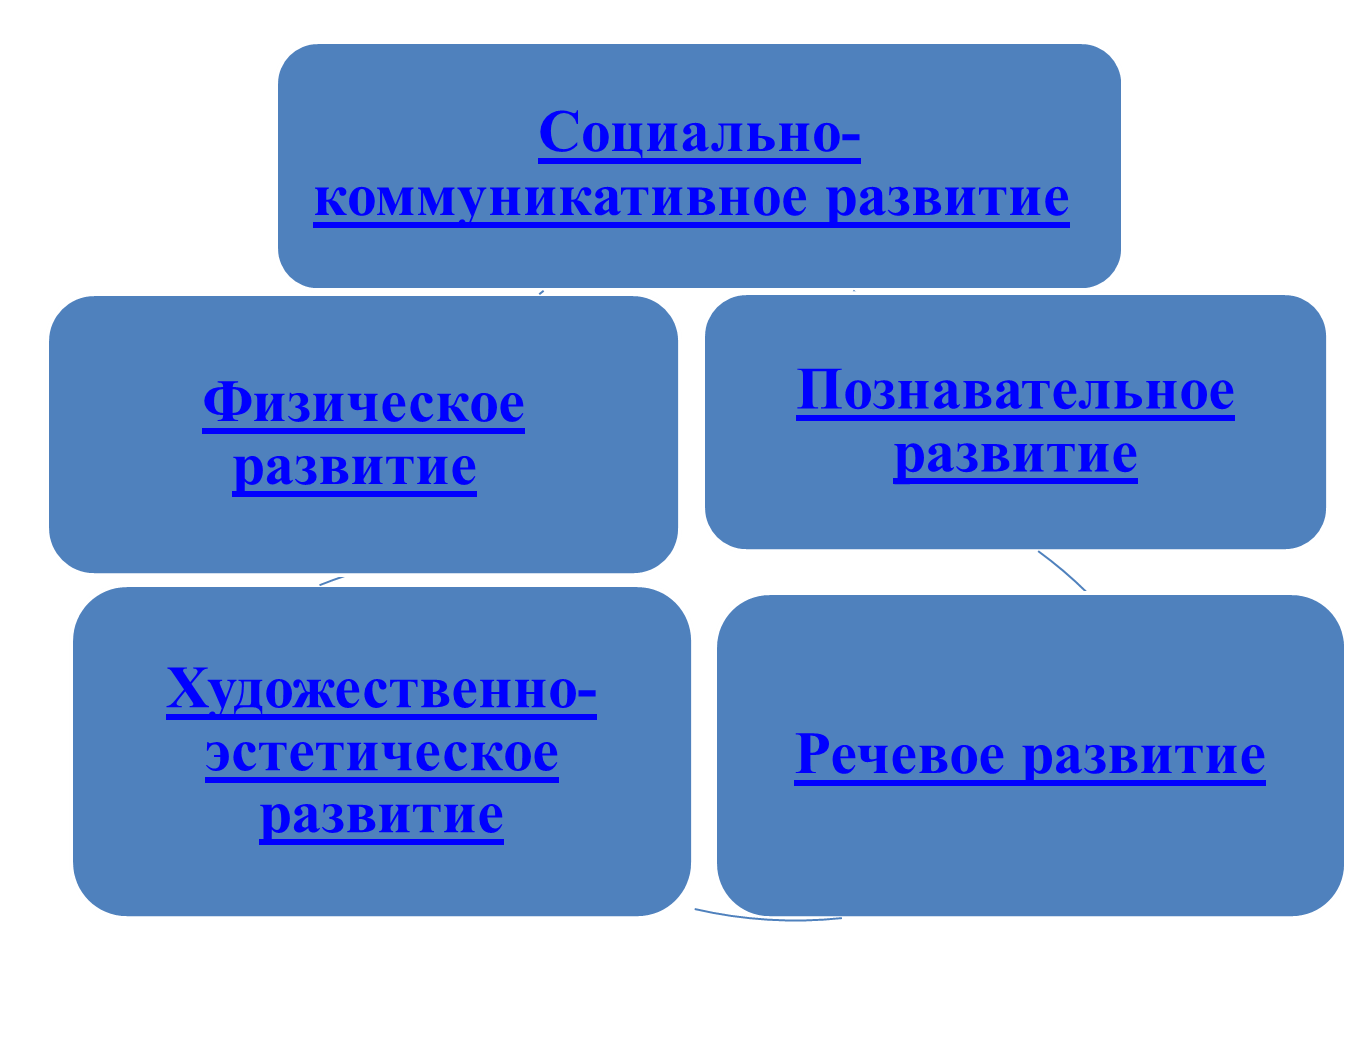 Социально-
коммуникативное развитие
Физическое
развитие
Познавательное
развитие
Художественно-
эстетическое
развитие
Речевое развитие